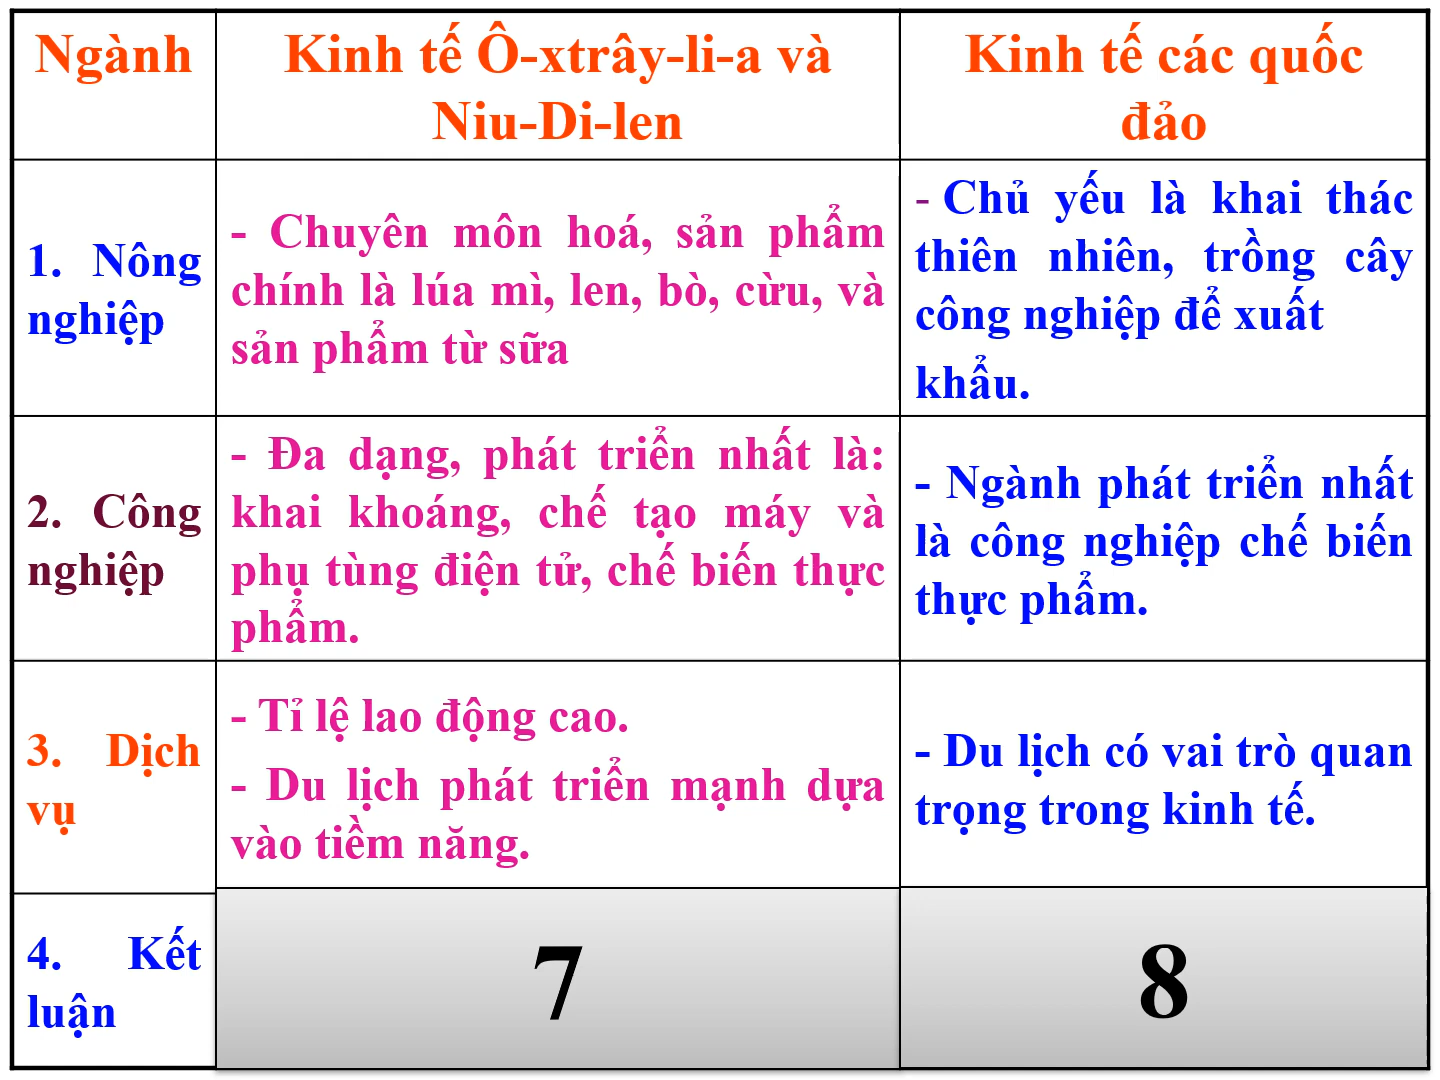 Ngành
Kinh tế Ô-xtrây-li-a và
Niu-Di-len
Kinh tế các quốc
đảo
1. Nông
nghiệp
- Chuyên môn hoá, sản phẩm
chính là lúa mì, len, bò, cừu, và
sản phẩm từ sữa
- Chủ yếu là khai thác
thiên nhiên, trồng cây
công nghiệp để xuất
khẩu.
2. Công
nghiệp
- Đa dạng, phát triển nhất là:
khai khoáng, chế tạo máy và
phụ tùng điện tử, chế biến thực
phẩm.
- Ngành phát triển nhất
là công nghiệp chế biến
thực phẩm.
3. Dịch
vụ
- Tỉ lệ lao động cao.
- Du lịch phát triển mạnh dựa
vào tiềm năng.
- Du lịch có vai trò quan
trọng trong kinh tế.
4. Kết
luận
7
8